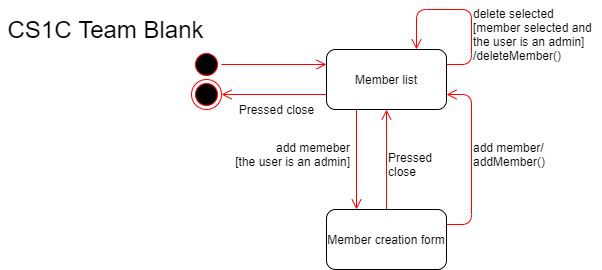 CS1C Team Blank
delete selected
[member selected and
the user is an admin]
/deleteMember()
Member list
Pressed close
add memeber
[the user is an admin]
Pressed
close
add member/
addMember()
Member creation form